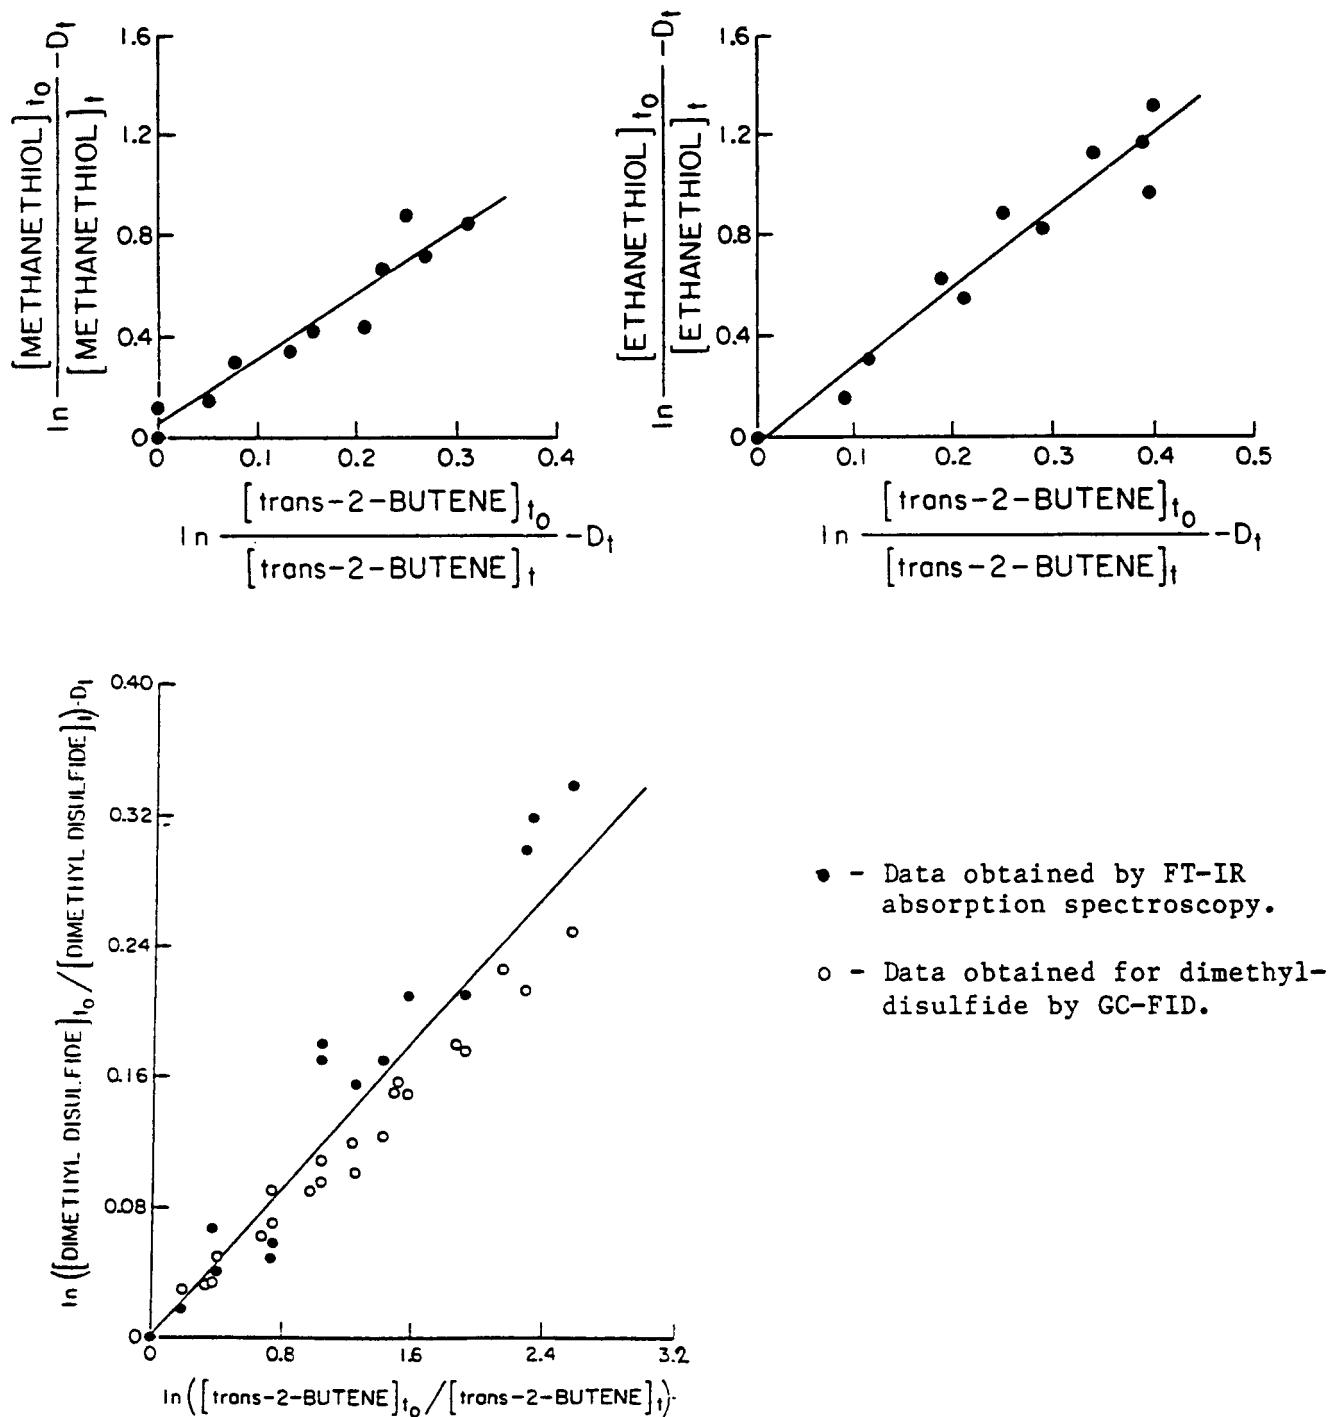 ln [METHANETHIOL]t0 / [METHANETHIOL]t -Dt
1.6
1.2
0.8
0.4
0
0 0.1 0.2 0.3 0.4
ln [trans-2-BUTENE]t0 / [trans-2-BUTENE]t -Dt
ln [ETHANETHIOL]t0 / [ETHANETHIOL]t -Dt
1.6
1.2
0.8
0.4
0
0 0.1 0.2 0.3 0.4 0.5
ln [trans-2-BUTENE]t0 / [trans-2-BUTENE]t -Dt
ln ([DIMETHYL DISULFIDE]t0 / [DIMETHYL DISULFIDE]t)-Dt
0.40
0.32
0.24
0.16
0.08
0
0 0.8 1.6 2.4 3.2
ln ([trans-2-BUTENE]t0 / [trans-2-BUTENE]t)-
● - Data obtained by FT-IR
absorption spectroscopy.
○ - Data obtained for dimethyl-
disulfide by GC-FID.